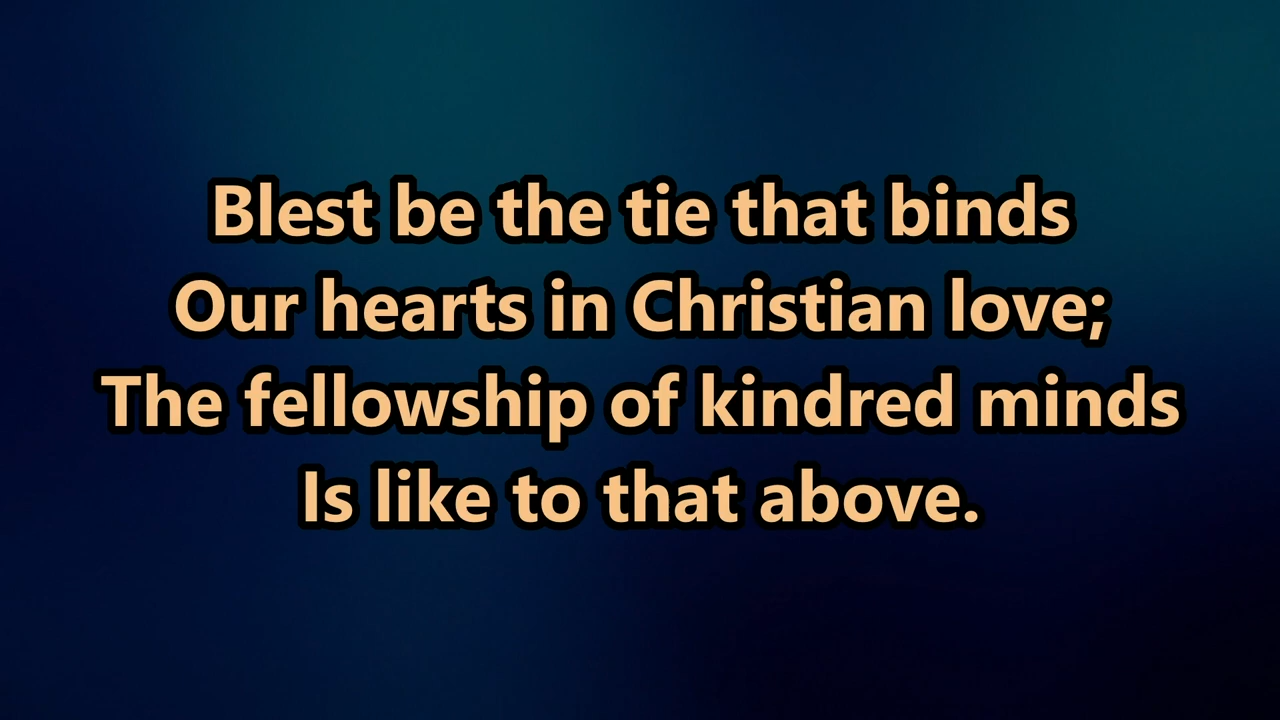 Blest be the tie that binds
Our hearts in Christian love;
The fellowship of kindred minds
Is like to that above.